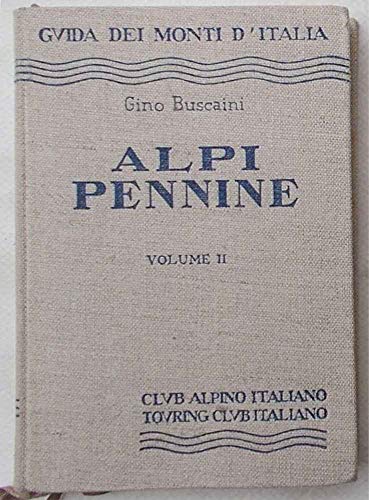 GVIDA DEI MONTI D'ITALIA
Gino Buscaini
ALPI
PENNINE
VOLUME II
CLVB ALPINO ITALIANO
TOVRING CLVB ITALIANO